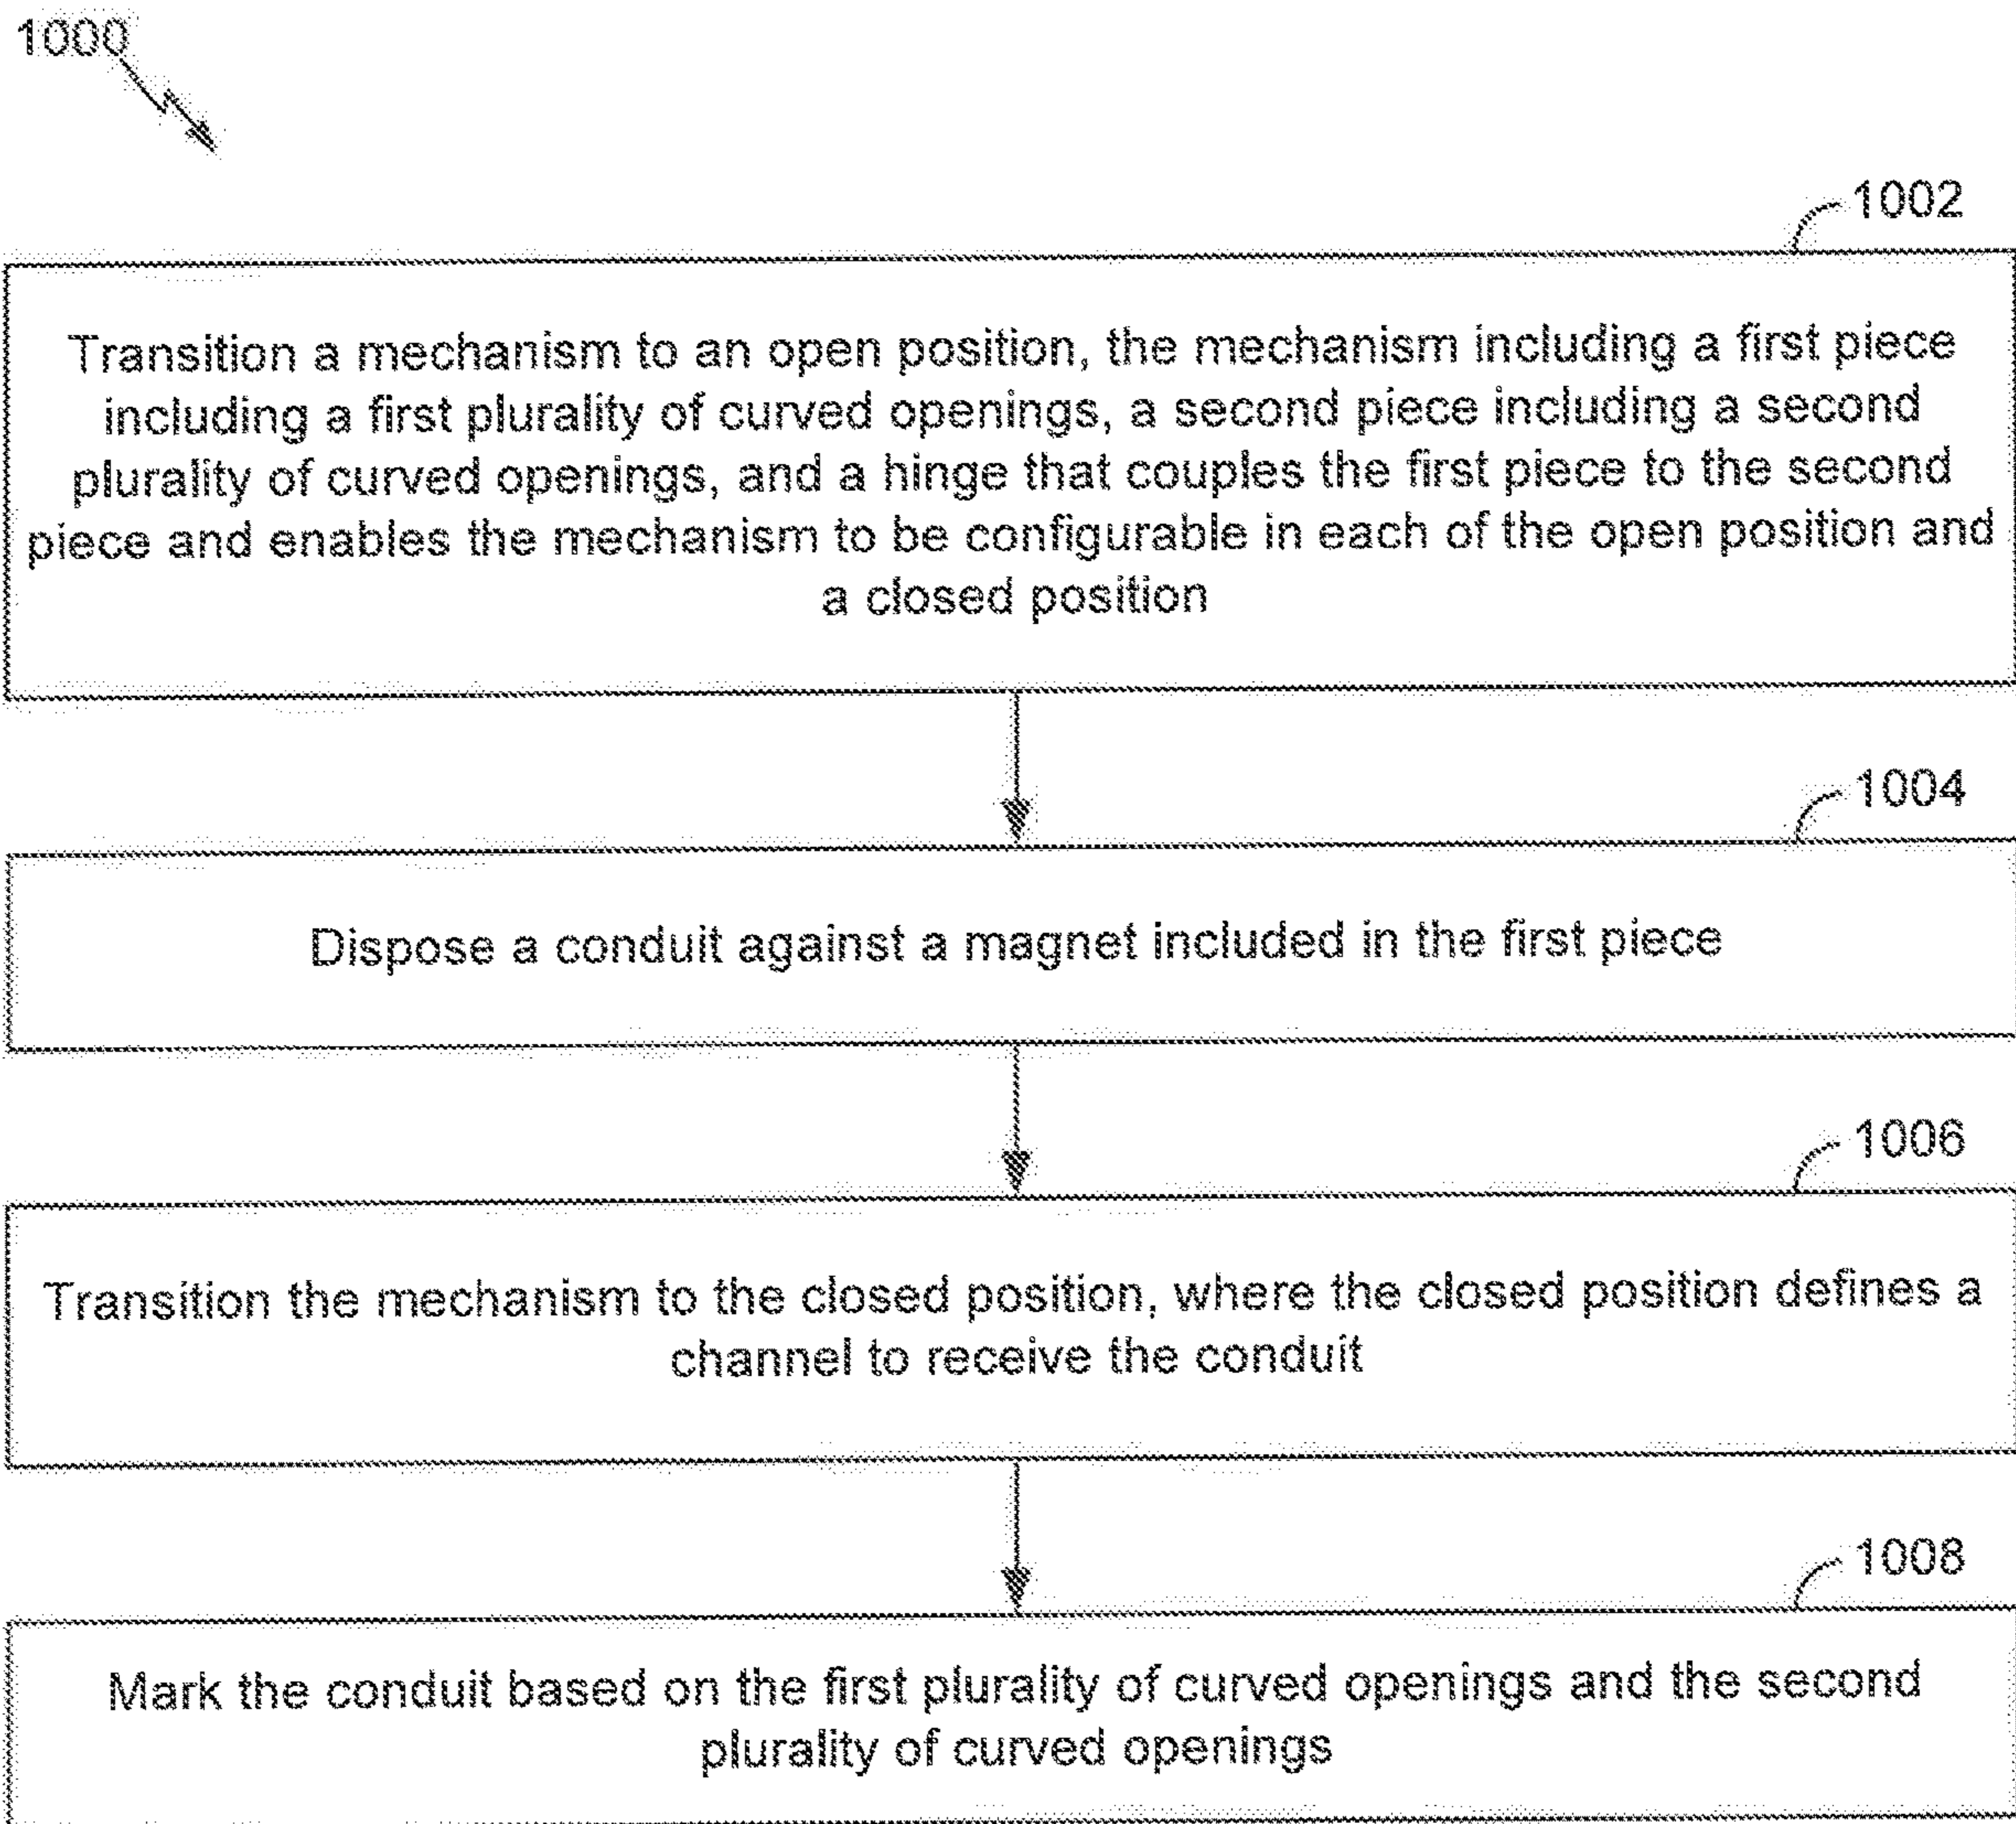 1000
1002
Transition a mechanism to an open position, the mechanism including a first piece
including a first plurality of curved openings, a second piece including a second
plurality of curved openings, and a hinge that couples the first piece to the second
piece and enables the mechanism to be configurable in each of the open position and
a closed position
1004
Dispose a conduit against a magnet included in the first piece
1006
Transition the mechanism to the closed position, where the closed position defines a
channel to receive the conduit
1008
Mark the conduit based on the first plurality of curved openings and the second
plurality of curved openings